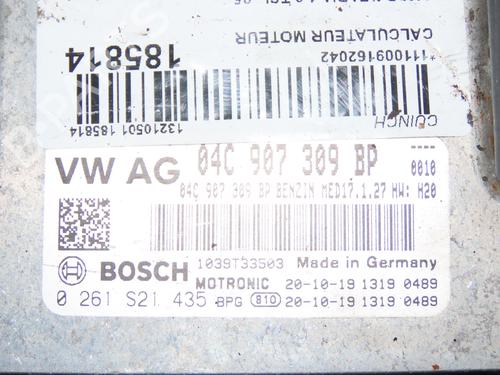 185814
CALCULATEUR MOTEUR
*111009162042
13210501 185814
VW AG 04C 907 309 BP ----
0010
04C 907 309 BP BENZIN MED17.1.27 HW: H20
BOSCH 1039T33503 Made in Germany
MOTRONIC 20-10-19 1319 0489
0 261 S21 435 BPG 810 20-10-19 1319 0489